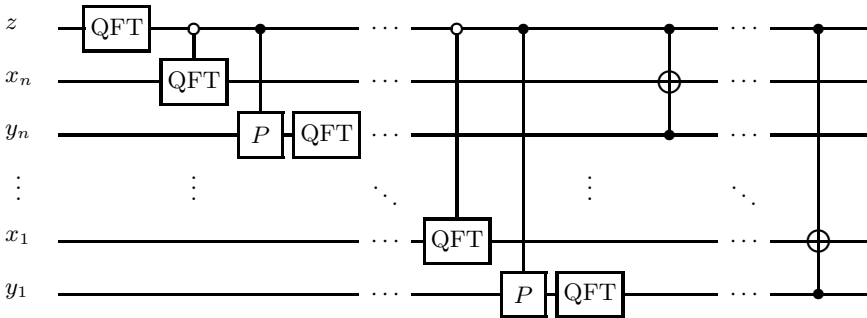 z QFT ⋯ ⋯
x_n QFT ⋯ ⋯
y_n P QFT ⋯ ⋯
⋮ ⋮ ⋱ ⋮ ⋱
x_1 ⋯ QFT ⋯
y_1 ⋯ P QFT ⋯